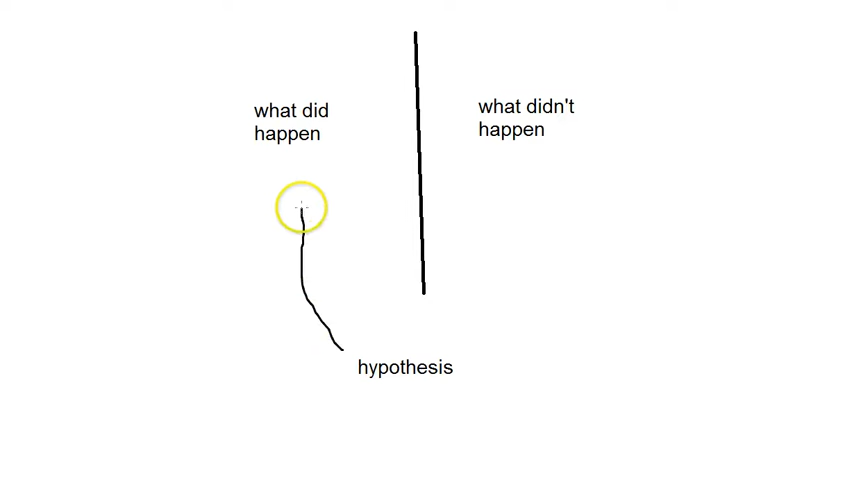 what did
happen
what didn't
happen
hypothesis